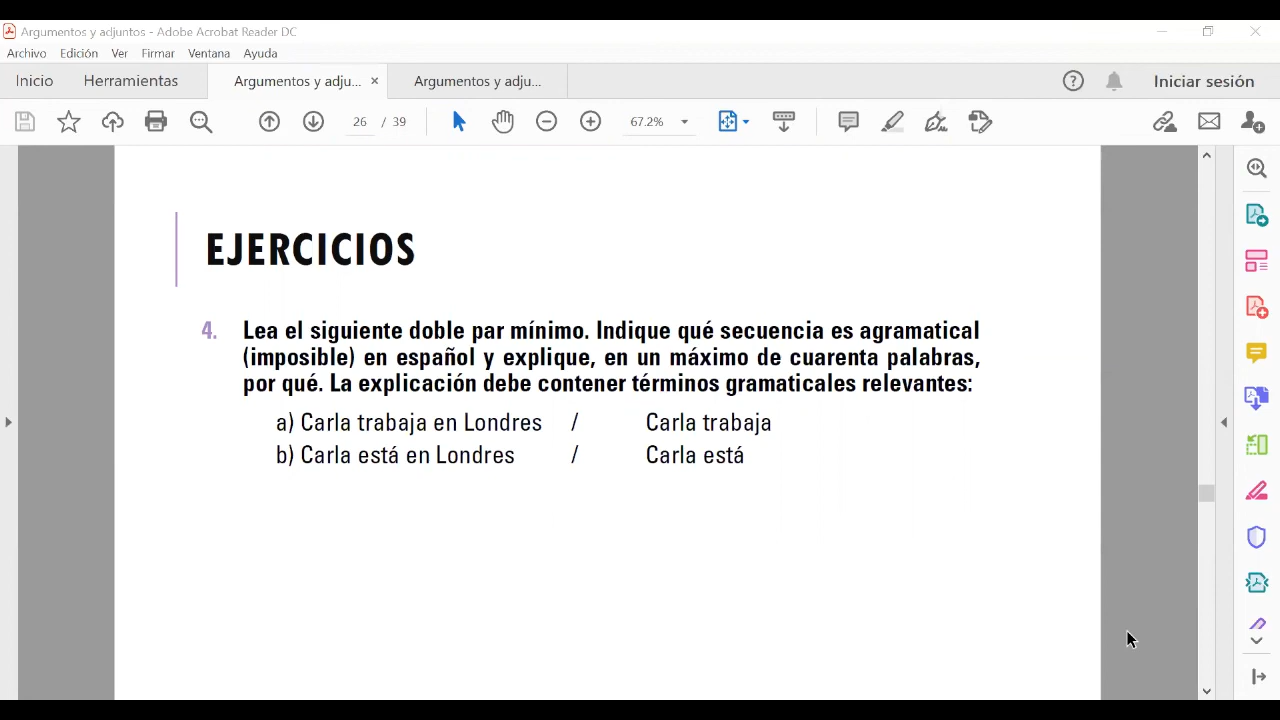 Argumentos y adjuntos - Adobe Acrobat Reader DC
Archivo Edición Ver Firmar Ventana Ayuda
Inicio Herramientas Argumentos y adju... × Argumentos y adju... Iniciar sesión
26 / 39 67.2%
EJERCICIOS
4. Lea el siguiente doble par mínimo. Indique qué secuencia es agramatical
(imposible) en español y explique, en un máximo de cuarenta palabras,
por qué. La explicación debe contener términos gramaticales relevantes:
a) Carla trabaja en Londres / Carla trabaja
b) Carla está en Londres / Carla está